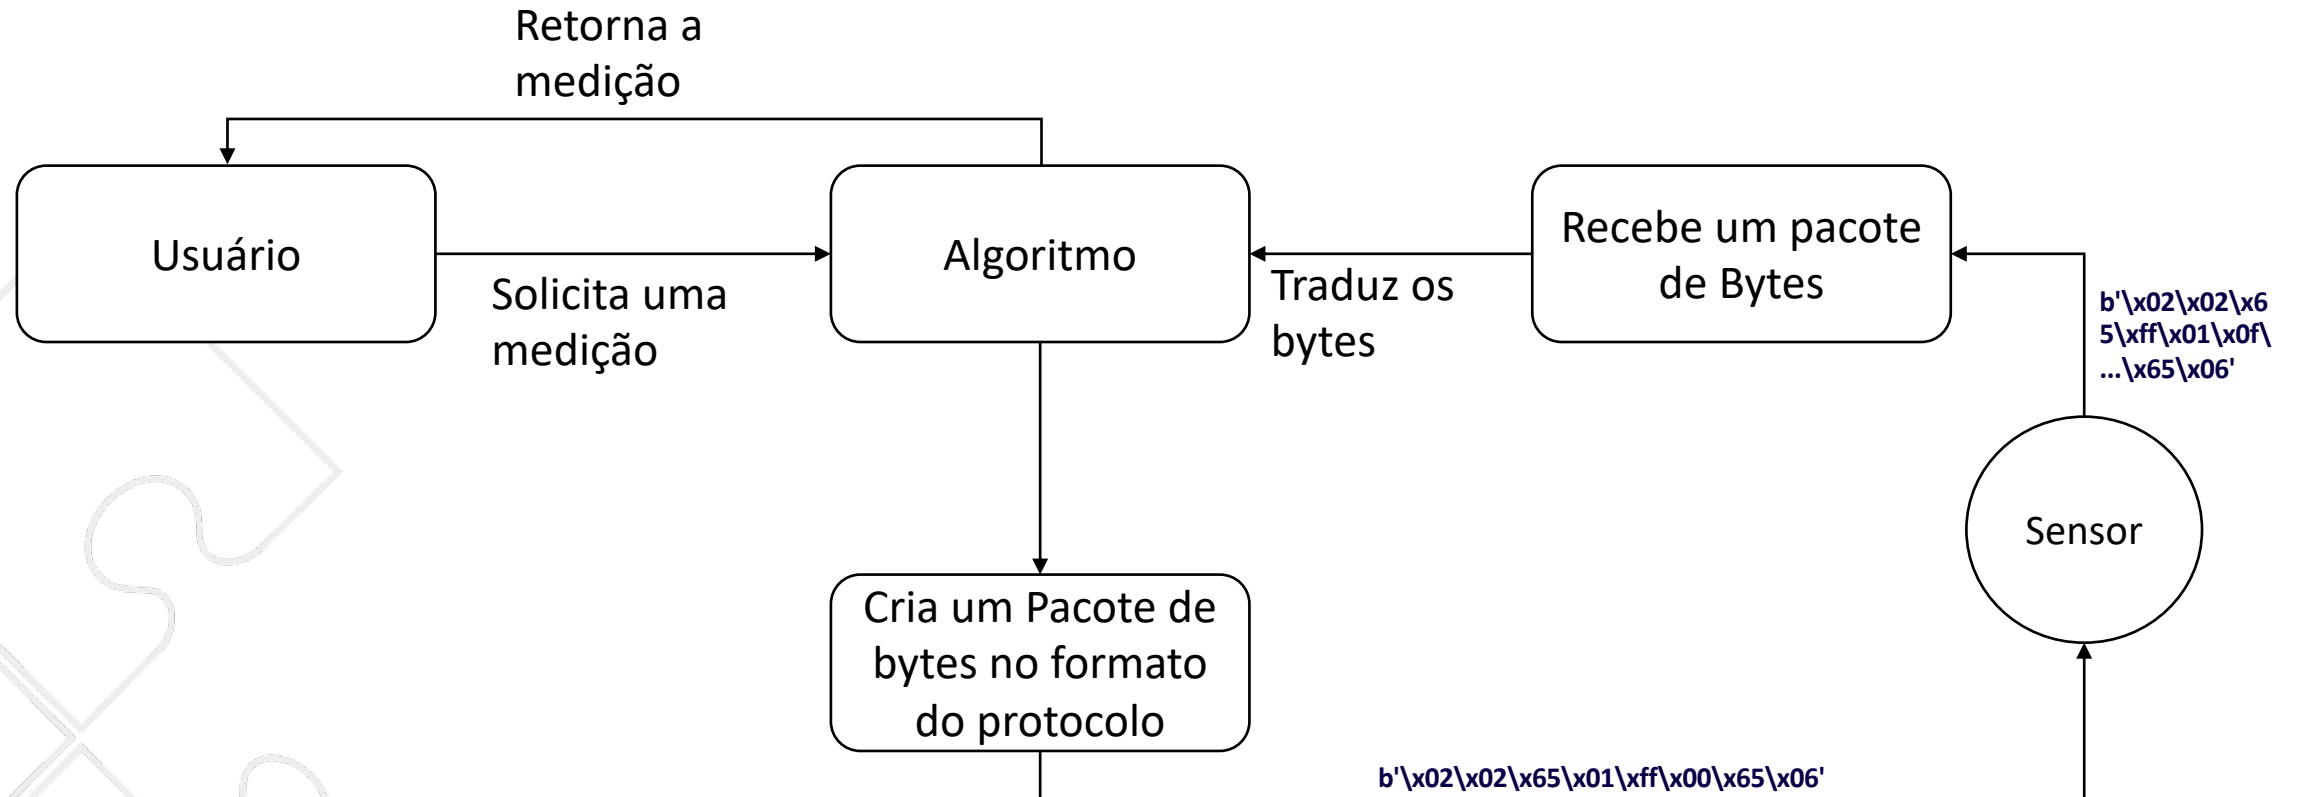 Retorna a
medição
Usuário
Solicita uma
medição
Algoritmo
Traduz os
bytes
Recebe um pacote
de Bytes
b'\x02\x02\x6
5\xff\x01\x0f\
...\x65\x06'
Sensor
Cria um Pacote de
bytes no formato
do protocolo
b'\x02\x02\x65\x01\xff\x00\x65\x06'